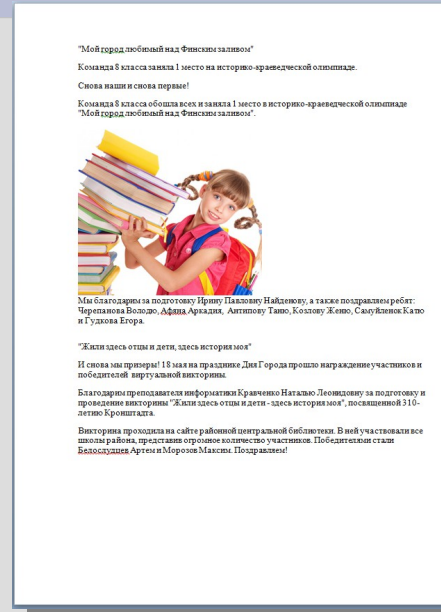 "Мой город любимый над Финским заливом"
Команда 8 класса заняла 1 место на историко-краеведческой олимпиаде.
Снова наши и снова первые!
Команда 8 класса обошла всех и заняла 1 место в историко-краеведческой олимпиаде
"Мой город любимый над Финским заливом".
Мы благодарим за подготовку Ирину Павловну Найденову, а также поздравляем ребят:
Черепанова Володю, Афяна Аркадия, Антипову Таню, Козлову Женю, Самуйленок Катю
и Гудкова Егора.
"Жили здесь отцы и дети, здесь история моя"
И снова мы призеры! 18 мая на празднике Дня Города прошло награждение участников и
победителей виртуальной викторины.
Благодарим преподавателя информатики Кравченко Наталью Леонидовну за подготовку и
проведение викторины "Жили здесь отцы и дети - здесь история моя", посвященной 310-
летию Кронштадта.
Викторина проходила на сайте районной центральной библиотеки. В ней участвовали все
школы района, представив огромное количество участников. Победителями стали
Белослудцев Артем и Морозов Максим. Поздравляем!